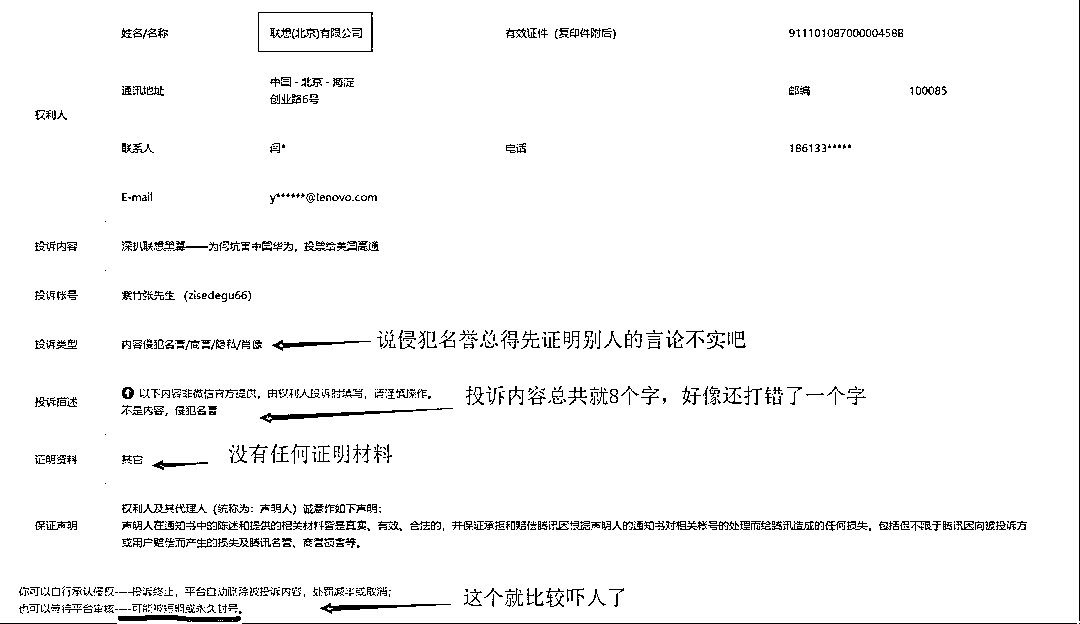 姓名/名称 联想(北京)有限公司 有效证件（复印件附后） 91110108700000458B
通讯地址 中国 - 北京 - 海淀 邮编 100085
创业路6号
权利人
联系人 闫* 电话 186133*****
E-mail y******@lenovo.com
投诉内容 深扒联想黑幕——为何坑害中国华为，投票给美国高通
投诉帐号 紫竹张先生 (zisedegu66)
投诉类型 内容侵犯名誉/商誉/隐私/肖像 说侵犯名誉总得先证明别人的言论不实吧
投诉描述 以下内容非微信官方提供，由权利人投诉时填写，请谨慎操作。
不是内容，侵犯名誉 投诉内容总共就8个字，好像还打错了一个字
证明资料 其它 没有任何证明材料
权利人及其代理人（统称为：声明人）诚意作如下声明：
保证声明 声明人在通知书中的陈述和提供的相关材料皆是真实、有效、合法的，并保证承担和赔偿腾讯因根据声明人的通知书对相关帐号的处理而给腾讯造成的任何损失，包括但不限于腾讯因向被投诉方
或用户赔偿而产生的损失及腾讯名誉、商誉损害等。
你可以自行承认侵权----投诉终止，平台自动删除被投诉内容，处罚减半或取消；
也可以等待平台审核----可能被短期或永久封号。 这个就比较吓人了